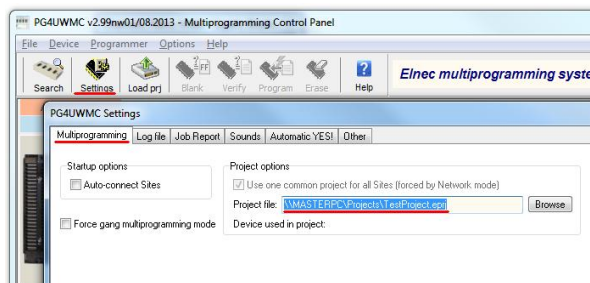 PG4UWMC v2.99nw01/08.2013 - Multiprogramming Control Panel
File Device Programmer Options Help
Search Settings Load prj Blank Verify Program Erase Help
Elnec multiprogramming syste
PG4UWMC Settings
Multiprogramming Log file Job Report Sounds Automatic YES! Other
Startup options Project options
Auto-connect Sites Use one common project for all Sites (forced by Network mode)
Project file: \\MASTERPC\Projects\TestProject.eprj Browse
Force gang multiprogramming mode Device used in project: